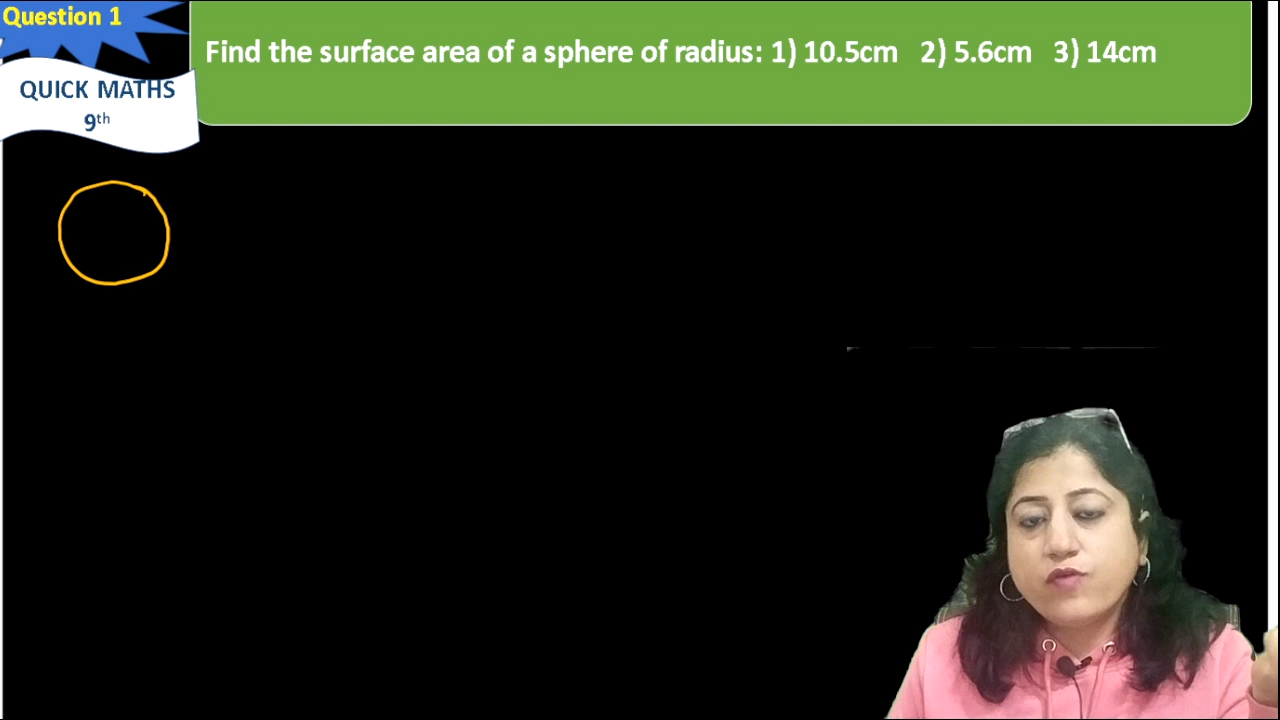 Question 1
Find the surface area of a sphere of radius: 1) 10.5cm 2) 5.6cm 3) 14cm
QUICK MATHS
9th